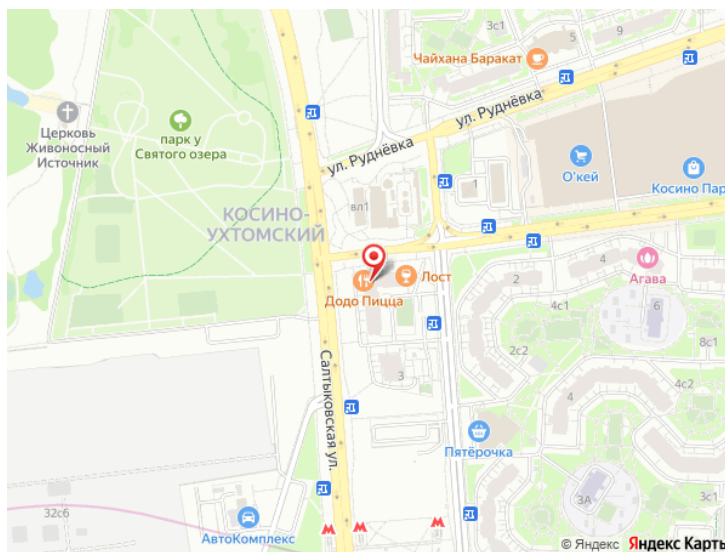 Чайхана Баракат
5
9
ул. Руднёвка
Церковь
Живоносный
Источник
парк у
Святого озера
ул. Руднёвка
О'кей
1
Косино Пар
КОСИНО-
УХТОМСКИЙ
вл1
Лост
Додо Пицца
2
4
Агава
4с1
6
2с2
8с1
3
4с2
4
Салтыковская ул.
Пятёрочка
3А
32с6
АвтоКомплекс
© Яндекс Яндекс Карты